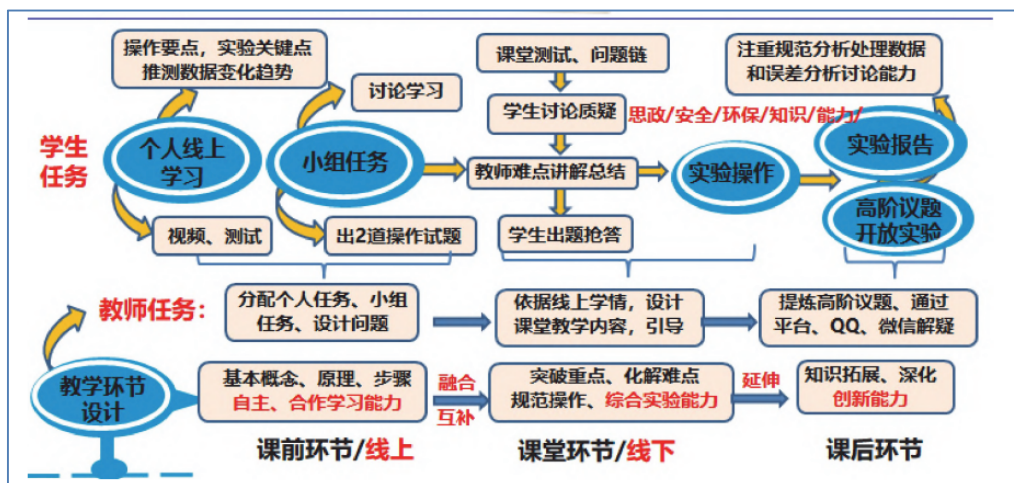 操作要点，实验关键点
推测数据变化趋势
讨论学习
课堂测试、问题链
注重规范分析处理数据
和误差分析讨论能力
学生讨论质疑
思政/安全/环保/知识/能力/
学生
任务
个人线上
学习
小组任务
教师难点讲解总结
实验操作
实验报告
高阶议题
开放实验
视频、测试
出2道操作试题
学生出题抢答
教师任务：
分配个人任务、小组
任务、设计问题
依据线上学情，设计
课堂教学内容，引导
提炼高阶议题、通过
平台、QQ、微信解疑
教学环节
设计
基本概念、原理、步骤
自主、合作学习能力
融合
互补
突破重点、化解难点
规范操作、综合实验能力
延伸
知识拓展、深化
创新能力
课前环节/线上
课堂环节/线下
课后环节